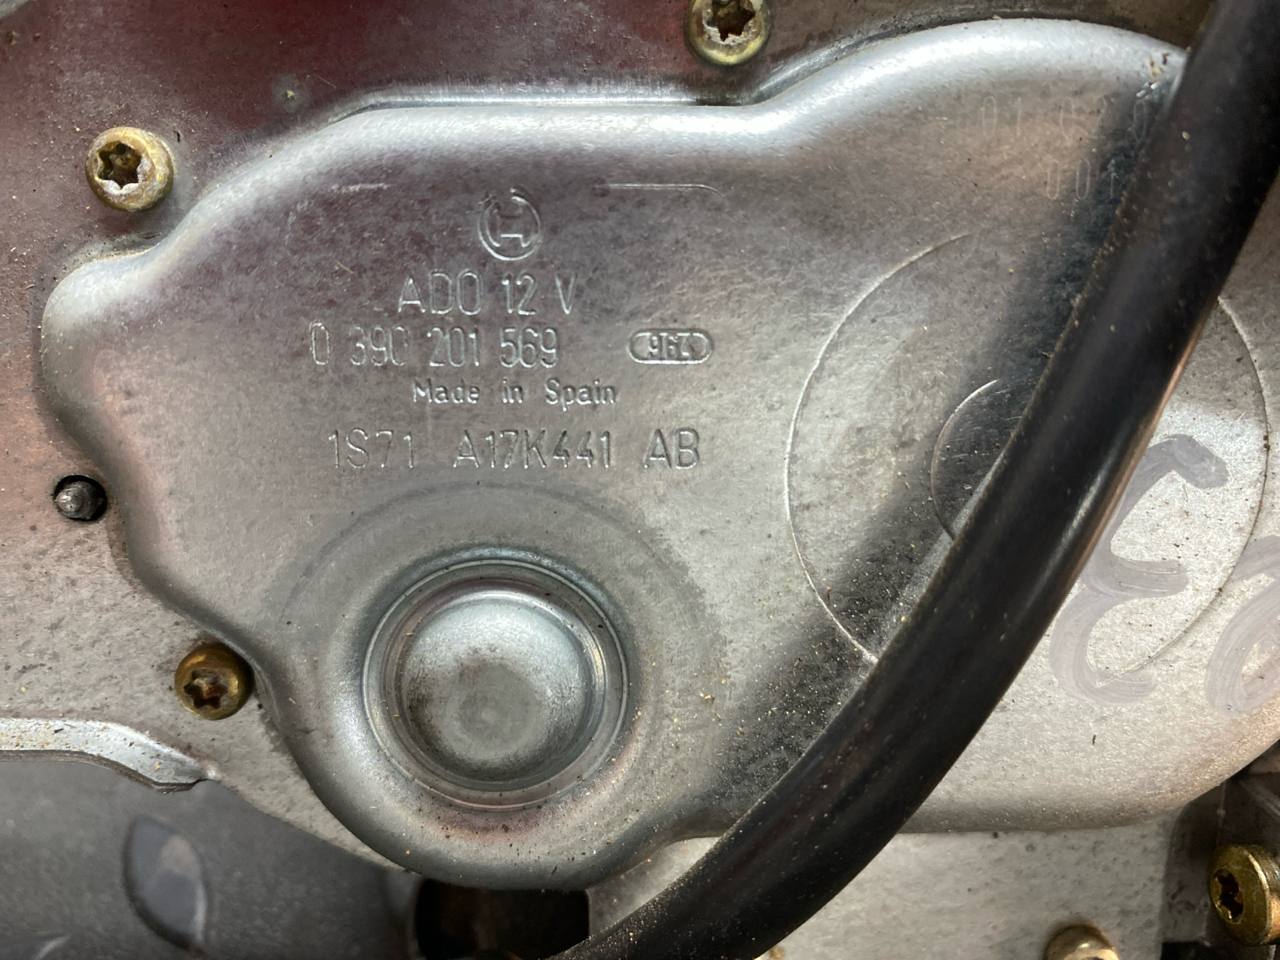 ADO 12 V
0 390 201 569
Made in Spain
1S71 A17K441 AB